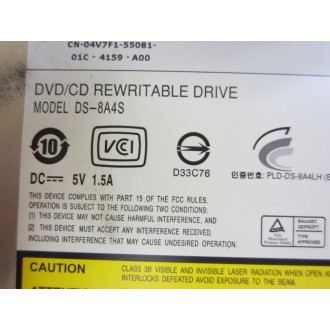 CN-04V7F1-55081-
01C - 4159 - A00
DVD/CD REWRITABLE DRIVE
MODEL DS-8A4S
10
VCCI
D33C76
인증번호: PLD-DS-8A4LH (B
DC 5V 1.5A
THIS DEVICE COMPLIES WITH PART 15 OF THE FCC RULES.
OPERATION IS SUBJECT TO THE FOLLOWING TWO CONDITIONS:
(1) THIS DEVICE MAY NOT CAUSE HARMFUL INTERFERENCE, AND
(2) THIS DEVICE MUST ACCEPT ANY INTERFERENCE RECEIVED,
INCLUDING INTERFERENCE THAT MAY CAUSE UNDESIRED OPERATION.
BAUART
GEPRÜFT
TYPE
APPROVED
CAUTION
CLASS 3B VISIBLE AND INVISIBLE LASER RADIATION WHEN OPEN A
INTERLOCKS DEFEATED AVOID EXPOSURE TO THE BEAM.